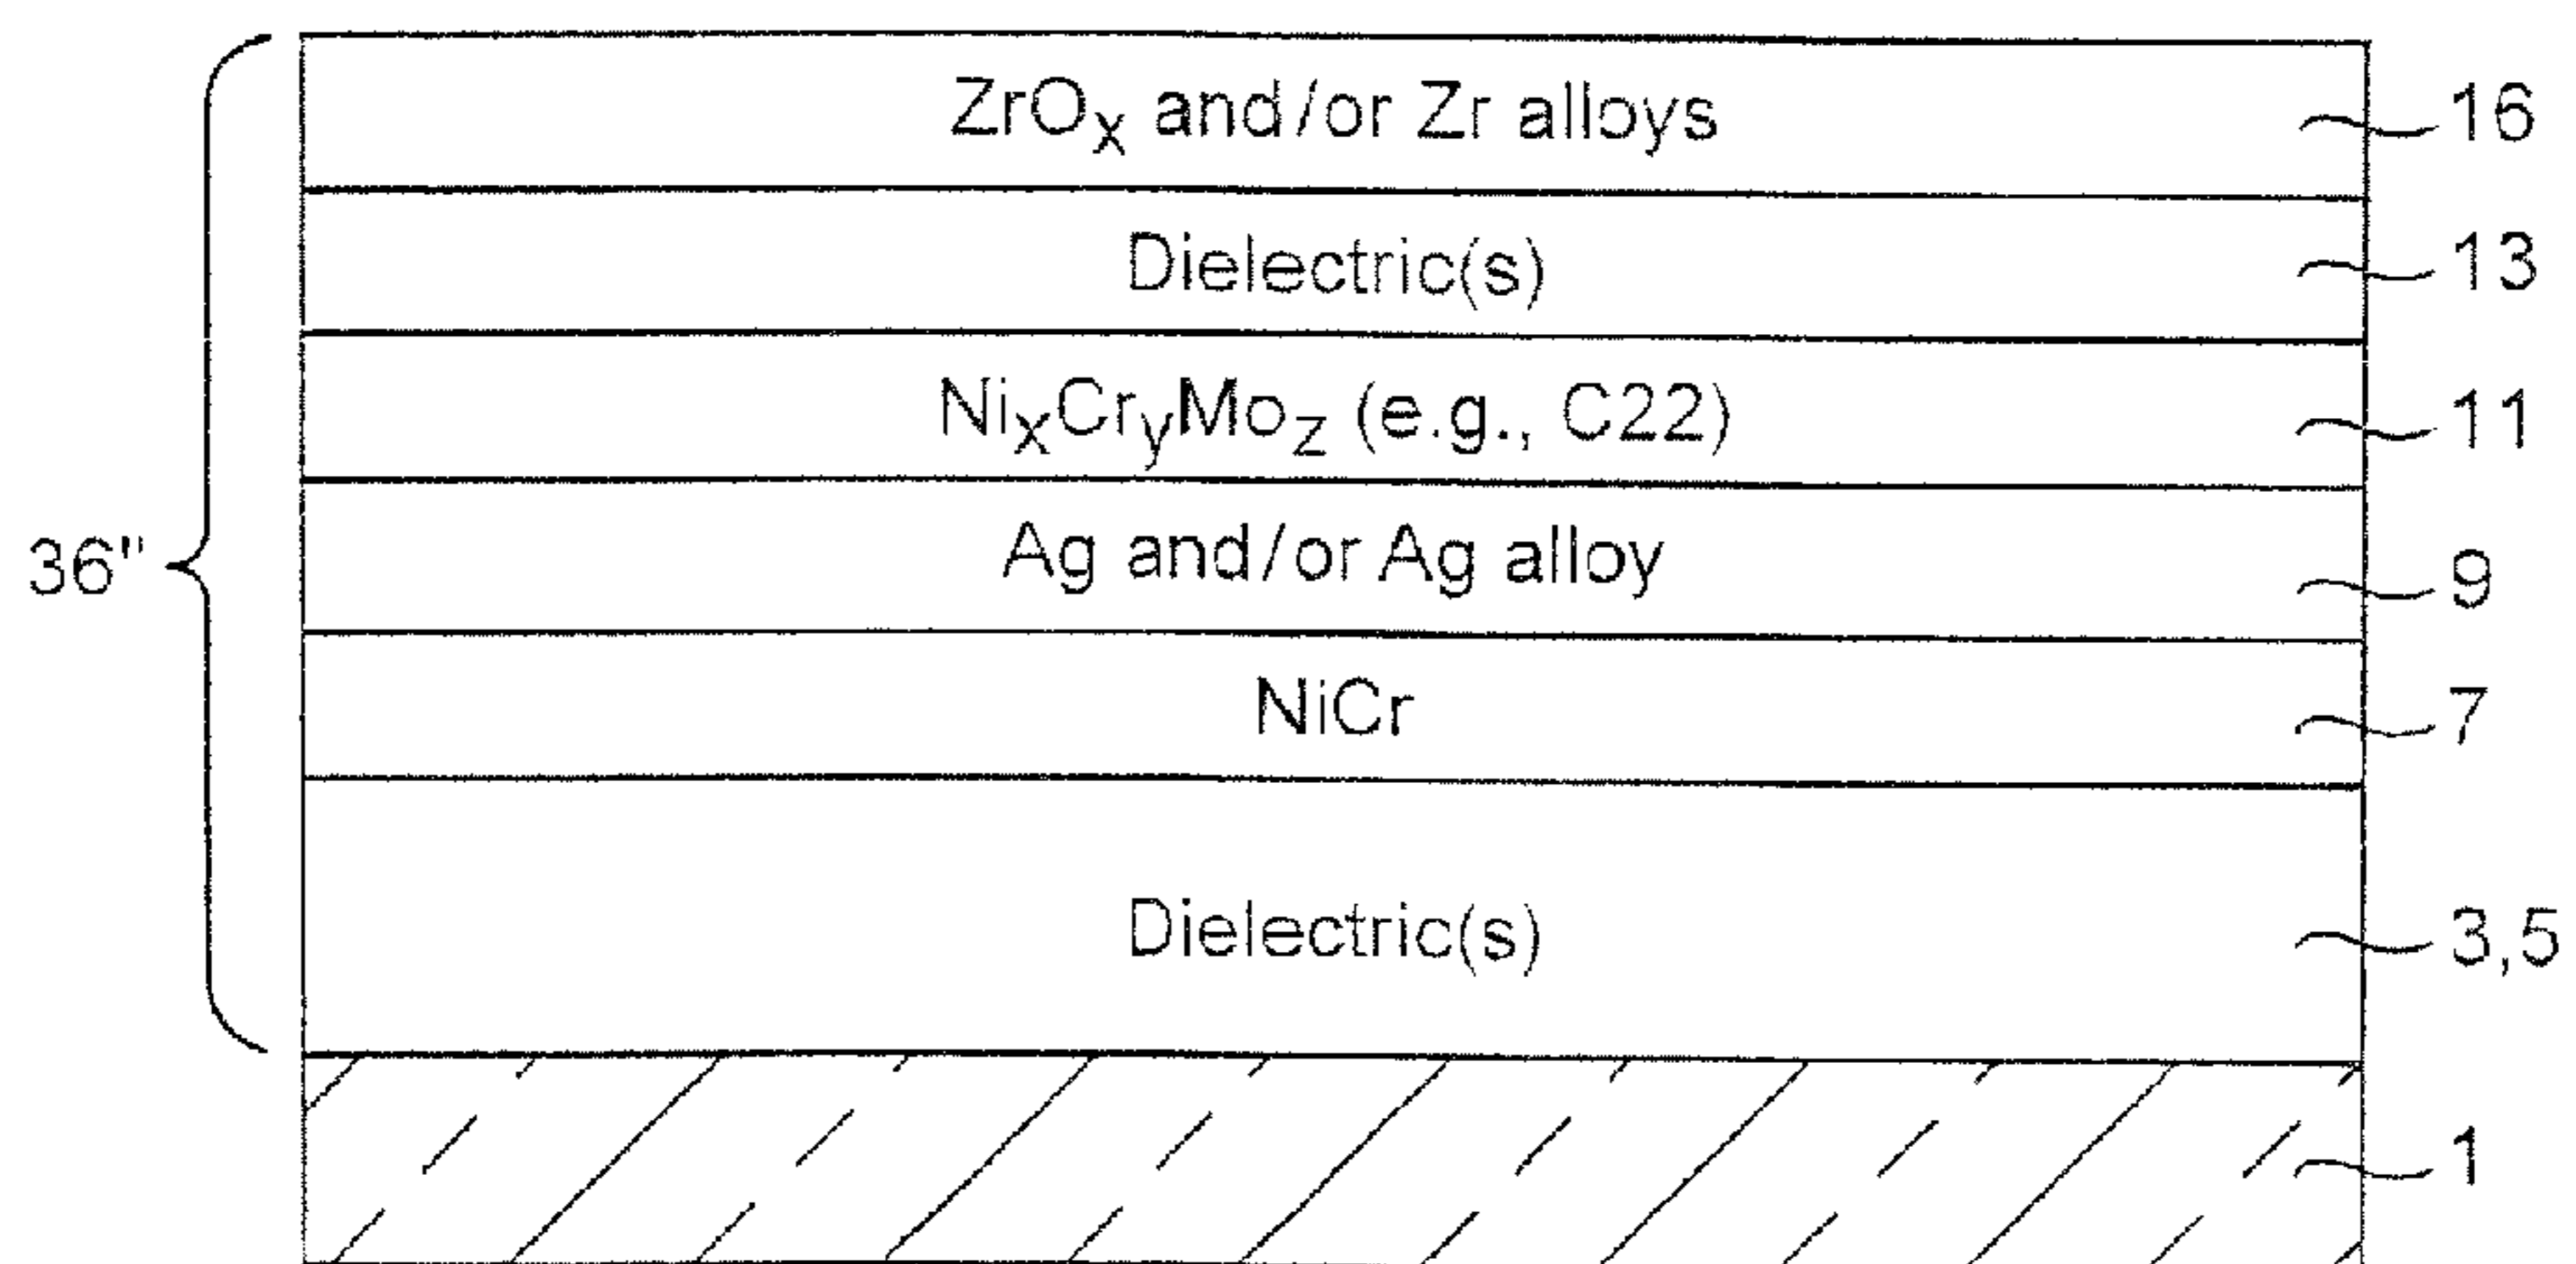 ZrOx and/or Zr alloys 16
Dielectric(s) 13
NixCryMoz (e.g., C22) 11
Ag and/or Ag alloy 9
36"
NiCr 7
Dielectric(s) 3,5
1